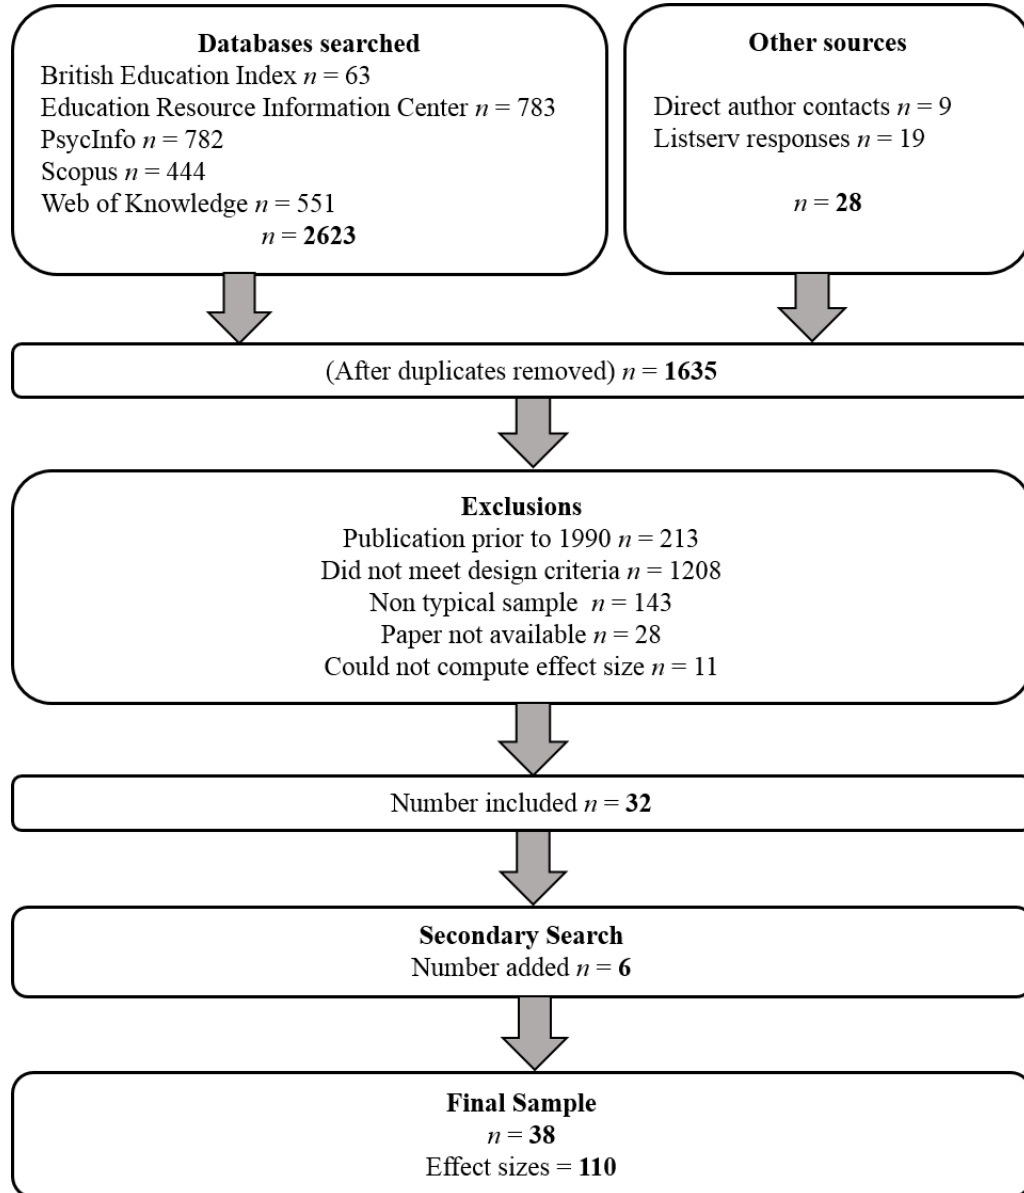 Databases searched
British Education Index n = 63
Education Resource Information Center n = 783
PsycInfo n = 782
Scopus n = 444
Web of Knowledge n = 551
n = 2623
Other sources
Direct author contacts n = 9
Listserv responses n = 19
n = 28
(After duplicates removed) n = 1635
Exclusions
Publication prior to 1990 n = 213
Did not meet design criteria n = 1208
Non typical sample n = 143
Paper not available n = 28
Could not compute effect size n = 11
Number included n = 32
Secondary Search
Number added n = 6
Final Sample
n = 38
Effect sizes = 110